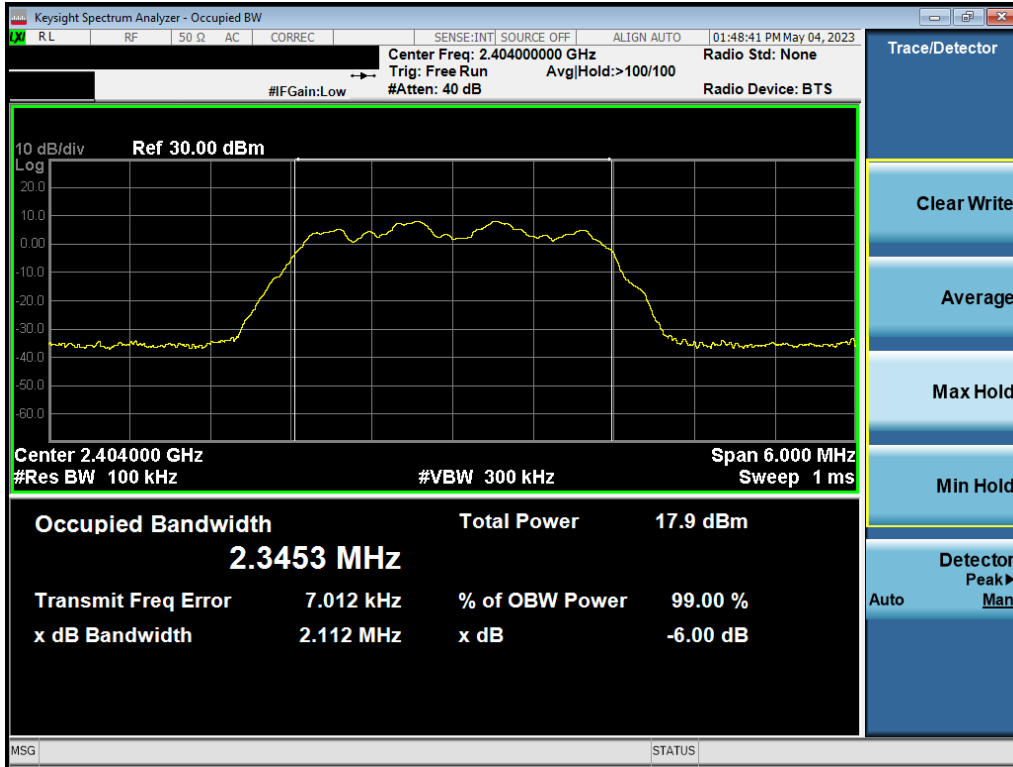 Keysight Spectrum Analyzer - Occupied BW
LXI RL RF 50 Ω AC CORREC SENSE:INT SOURCE OFF ALIGN AUTO 01:48:41 PM May 04, 2023
Center Freq: 2.404000000 GHz Radio Std: None
Trig: Free Run Avg|Hold:>100/100
#IFGain:Low #Atten: 40 dB Radio Device: BTS
10 dB/div Ref 30.00 dBm
Log
20.0
10.0
0.00
-10.0
-20.0
-30.0
-40.0
-50.0
-60.0
Center 2.404000 GHz Span 6.000 MHz
#Res BW 100 kHz #VBW 300 kHz Sweep 1 ms
Occupied Bandwidth Total Power 17.9 dBm
2.3453 MHz
Transmit Freq Error 7.012 kHz % of OBW Power 99.00 %
x dB Bandwidth 2.112 MHz x dB -6.00 dB
MSG STATUS
Trace/Detector
Clear Write
Average
Max Hold
Min Hold
Detector
Peak▶
Auto Man